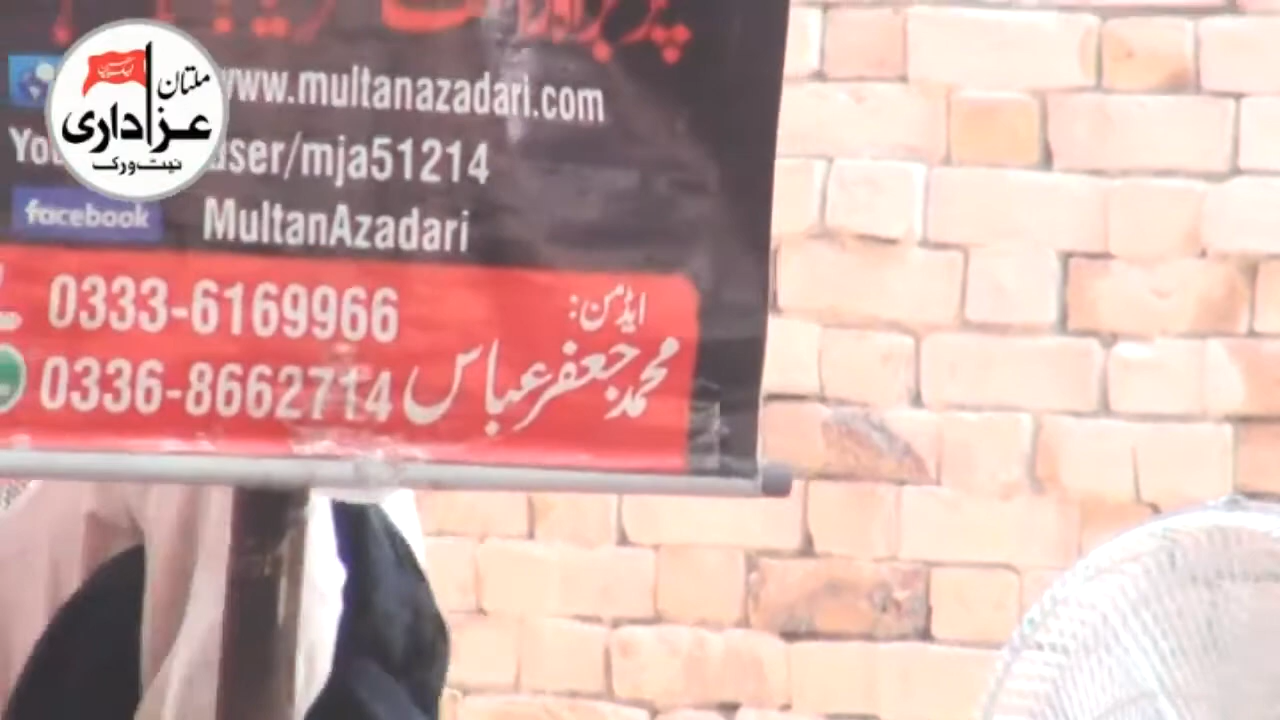 ملتان
عزاداری
نیٹ ورک
www.multanazadari.com
user/mja51214
facebook MultanAzadari
0333-6169966
ایڈمن:
0336-8662714
محمد جعفر عباس